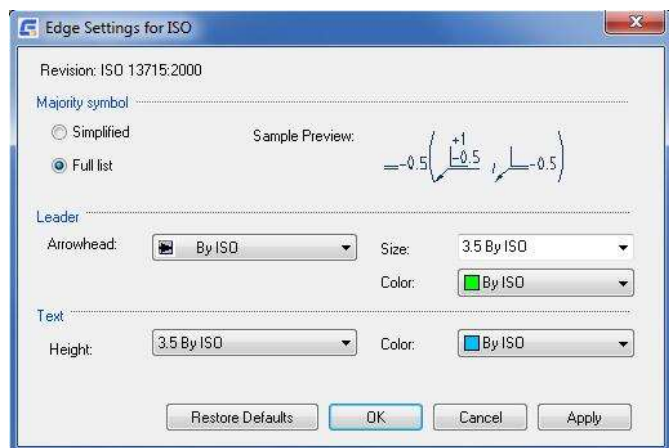 Edge Settings for ISO
Revision: ISO 13715:2000
Majority symbol
Simplified
Full list
Sample Preview:
-0.5 ( +1 -0.5 , -0.5 )
Leader
Arrowhead: By ISO
Size: 3.5 By ISO
Color: By ISO
Text
Height: 3.5 By ISO
Color: By ISO
Restore Defaults OK Cancel Apply